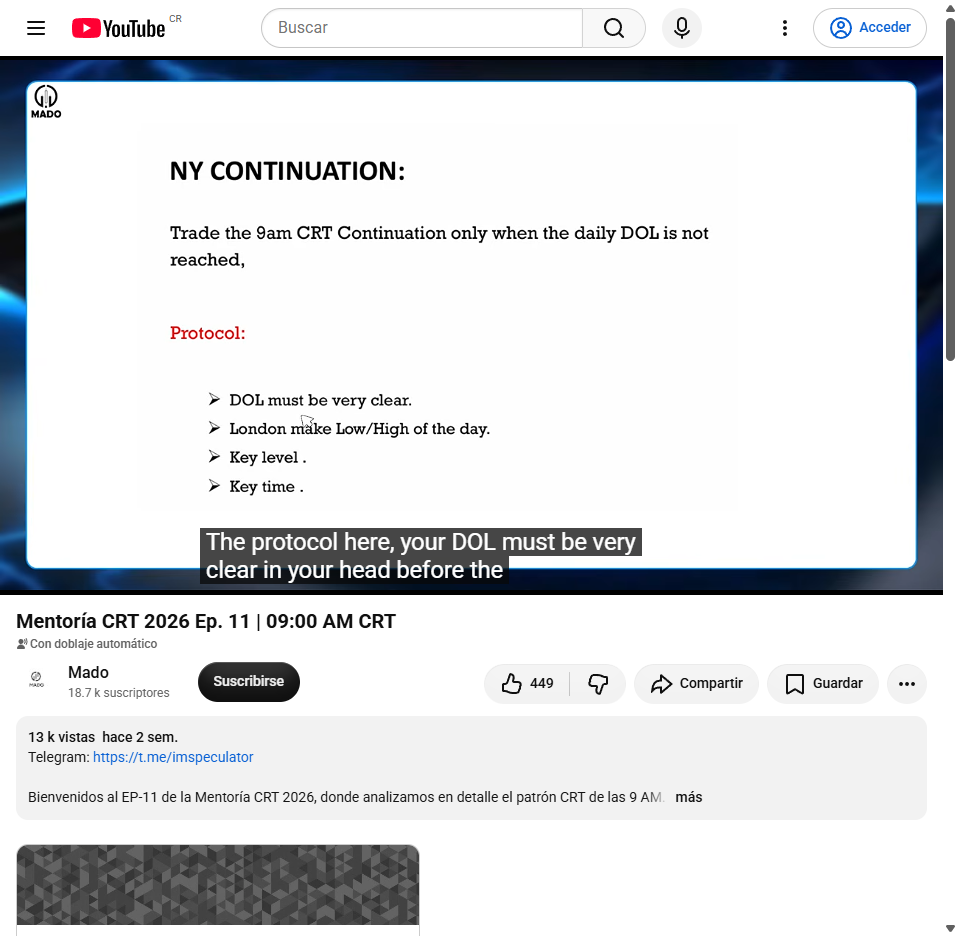 YouTube CR
Buscar
Acceder
MADO
NY CONTINUATION:
Trade the 9am CRT Continuation only when the daily DOL is not
reached,
Protocol:
➢ DOL must be very clear.
➢ London make Low/High of the day.
➢ Key level .
➢ Key time .
The protocol here, your DOL must be very
clear in your head before the
Mentoría CRT 2026 Ep. 11 | 09:00 AM CRT
Con doblaje automático
MADO
Mado
18.7 k suscriptores
Suscribirse
449
Compartir
Guardar
13 k vistas hace 2 sem.
Telegram: https://t.me/imspeculator
Bienvenidos al EP-11 de la Mentoría CRT 2026, donde analizamos en detalle el patrón CRT de las 9 AM. más